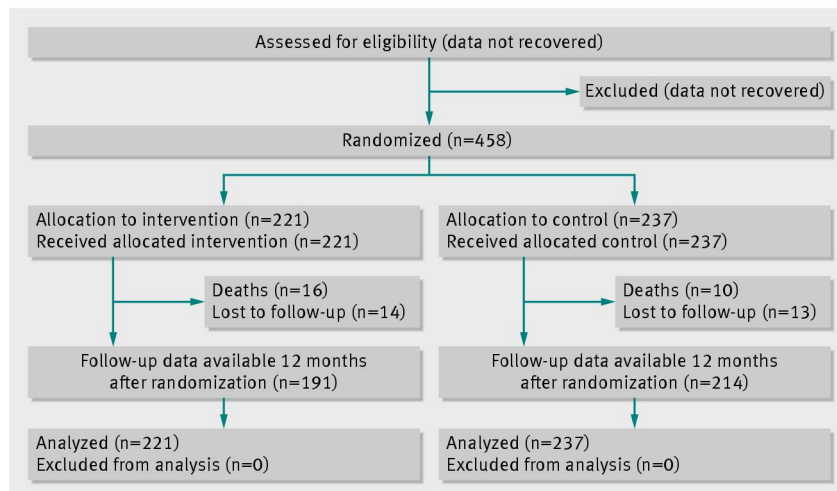 Assessed for eligibility (data not recovered)
Excluded (data not recovered)
Randomized (n=458)
Allocation to intervention (n=221)
Received allocated intervention (n=221)
Allocation to control (n=237)
Received allocated control (n=237)
Deaths (n=16)
Lost to follow-up (n=14)
Deaths (n=10)
Lost to follow-up (n=13)
Follow-up data available 12 months
after randomization (n=191)
Follow-up data available 12 months
after randomization (n=214)
Analyzed (n=221)
Excluded from analysis (n=0)
Analyzed (n=237)
Excluded from analysis (n=0)